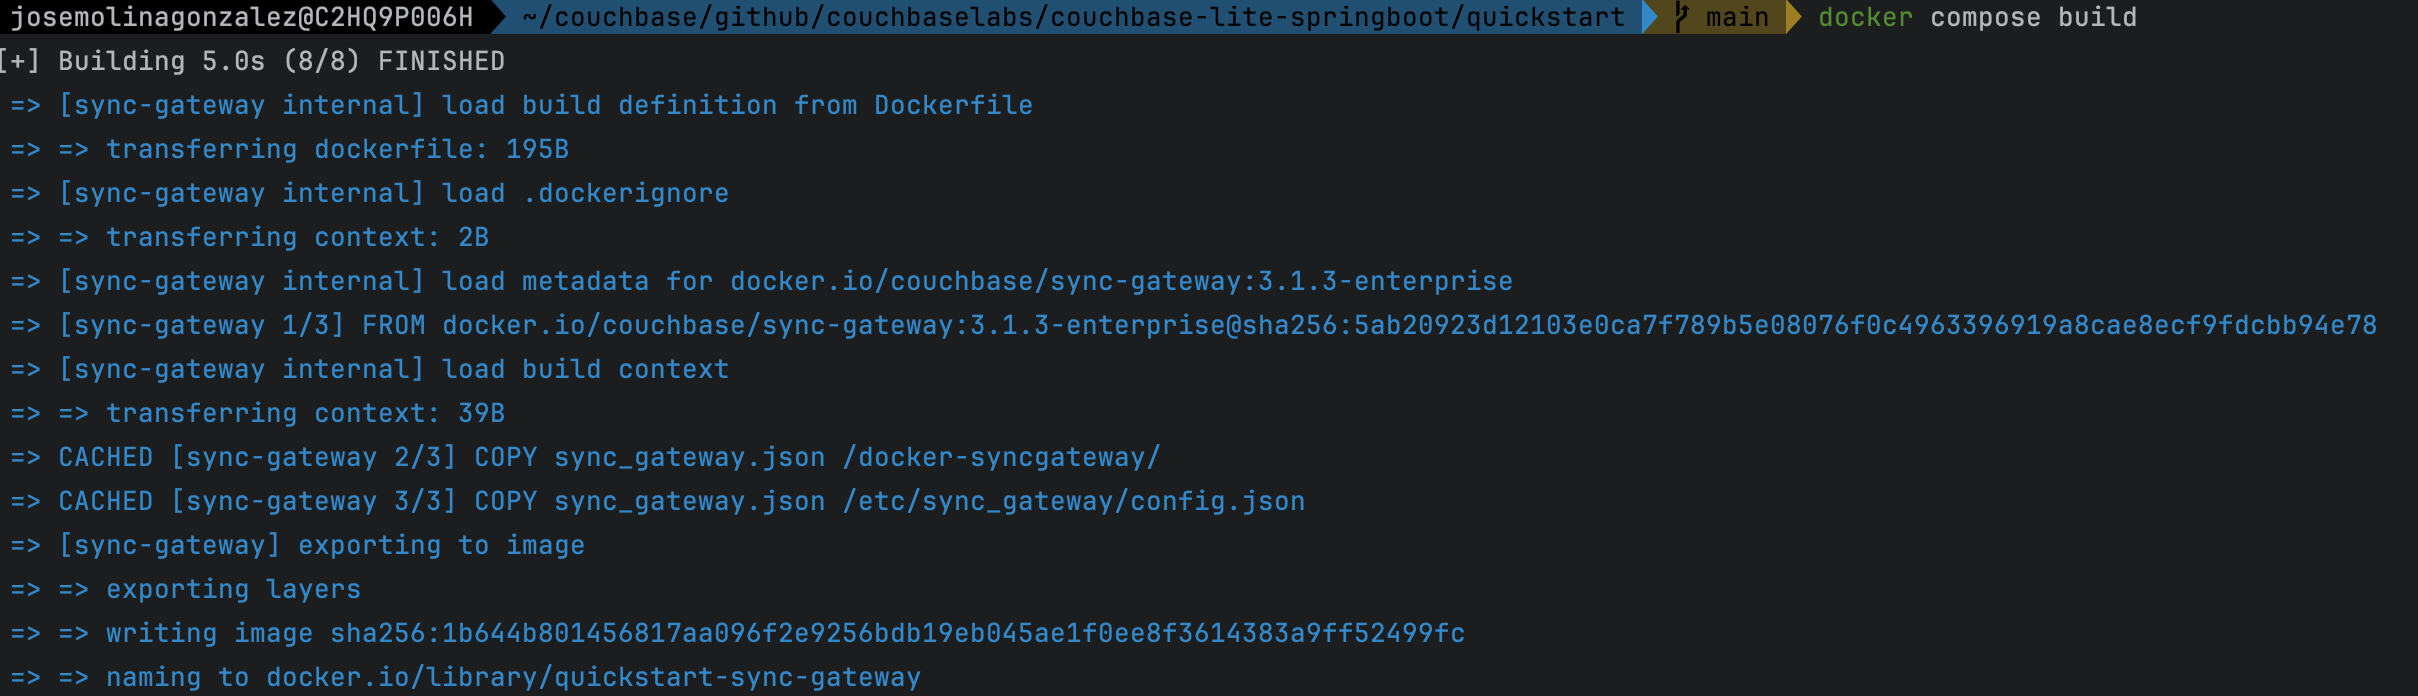 josemolinagonzalez@C2HQ9P006H ~/couchbase/github/couchbaselabs/couchbase-lite-springboot/quickstart main docker compose build
[+] Building 5.0s (8/8) FINISHED
=> [sync-gateway internal] load build definition from Dockerfile
=> => transferring dockerfile: 195B
=> [sync-gateway internal] load .dockerignore
=> => transferring context: 2B
=> [sync-gateway internal] load metadata for docker.io/couchbase/sync-gateway:3.1.3-enterprise
=> [sync-gateway 1/3] FROM docker.io/couchbase/sync-gateway:3.1.3-enterprise@sha256:5ab20923d12103e0ca7f789b5e08076f0c4963396919a8cae8ecf9fdcbb94e78
=> [sync-gateway internal] load build context
=> => transferring context: 39B
=> CACHED [sync-gateway 2/3] COPY sync_gateway.json /docker-syncgateway/
=> CACHED [sync-gateway 3/3] COPY sync_gateway.json /etc/sync_gateway/config.json
=> [sync-gateway] exporting to image
=> => exporting layers
=> => writing image sha256:1b644b801456817aa096f2e9256bdb19eb045ae1f0ee8f3614383a9ff52499fc
=> => naming to docker.io/library/quickstart-sync-gateway